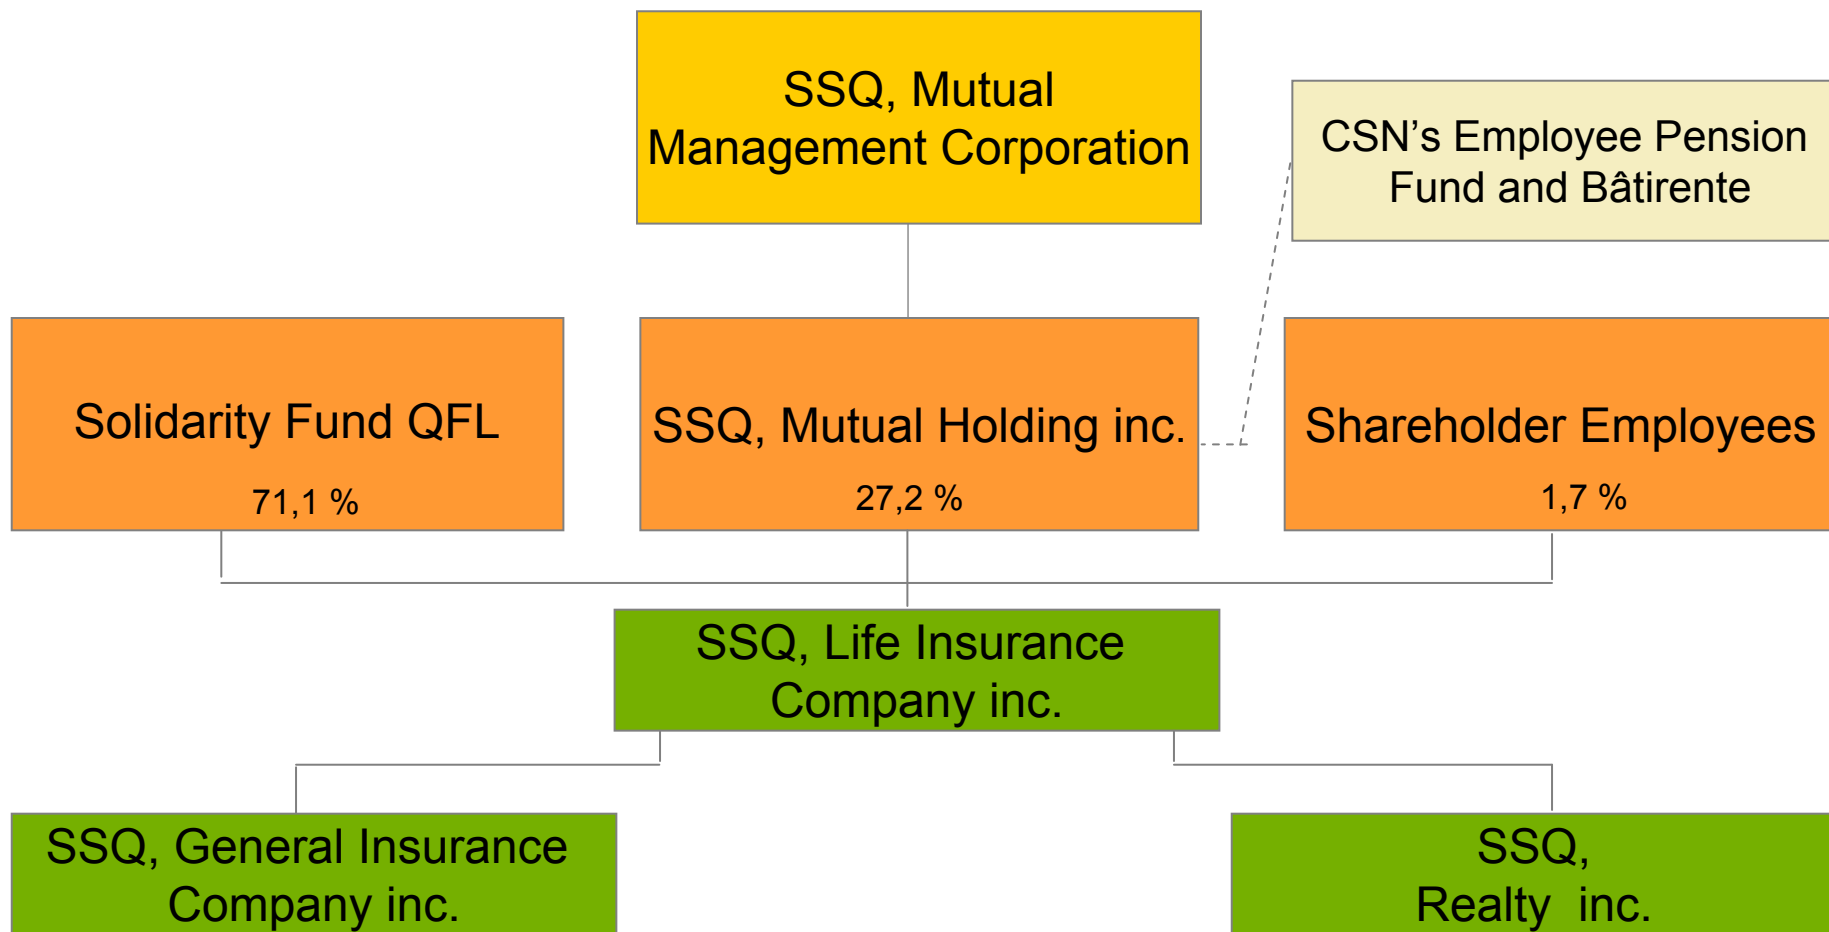 SSQ, Mutual
Management Corporation
CSN’s Employee Pension
Fund and Bâtirente
Solidarity Fund QFL
71,1 %
SSQ, Mutual Holding inc.
27,2 %
Shareholder Employees
1,7 %
SSQ, Life Insurance
Company inc.
SSQ, General Insurance
Company inc.
SSQ,
Realty  inc.